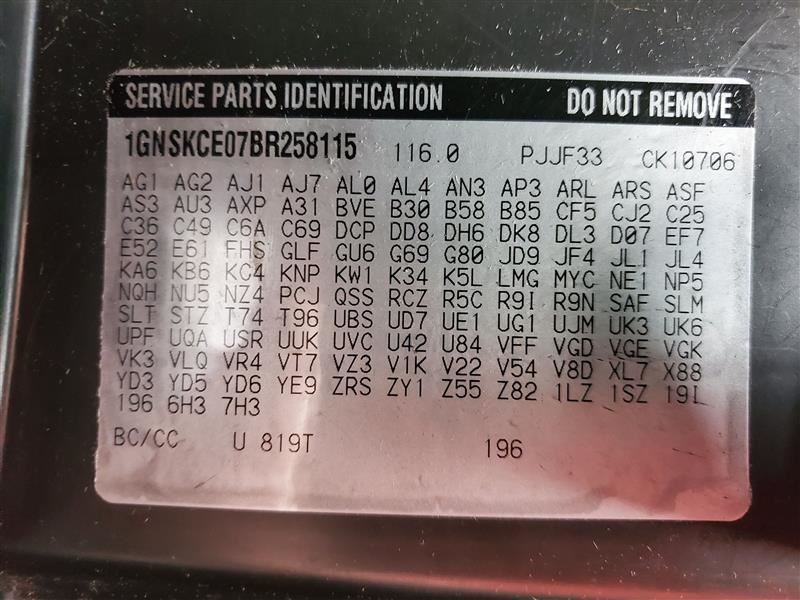 SERVICE PARTS IDENTIFICATION DO NOT REMOVE
1GNSKCE07BR258115 116.0 PJJF33 CK10706
AG1 AG2 AJ1 AJ7 AL0 AL4 AN3 AP3 ARL ARS ASF
AS3 AU3 AXP A31 BVE B30 B58 B85 CF5 CJ2 C25
C36 C49 C6A C69 DCP DD8 DH6 DK8 DL3 D07 EF7
E52 E61 FHS GLF GU6 G69 G80 JD9 JF4 JL1 JL4
KA6 KB6 KC4 KNP KW1 K34 K5L LMG MYC NE1 NP5
NQH NU5 NZ4 PCJ QSS RCZ R5C R9I R9N SAF SLM
SLT STZ T74 T96 UBS UD7 UE1 UG1 UJM UK3 UK6
UPF UQA USR UUK UVC U42 U84 VFF VGD VGE VGK
VK3 VLQ VR4 VT7 VZ3 V1K V22 V54 V8D XL7 X88
YD3 YD5 YD6 YE9 ZRS ZY1 Z55 Z82 1LZ 1SZ 19I
196 6H3 7H3
BC/CC U 819T 196